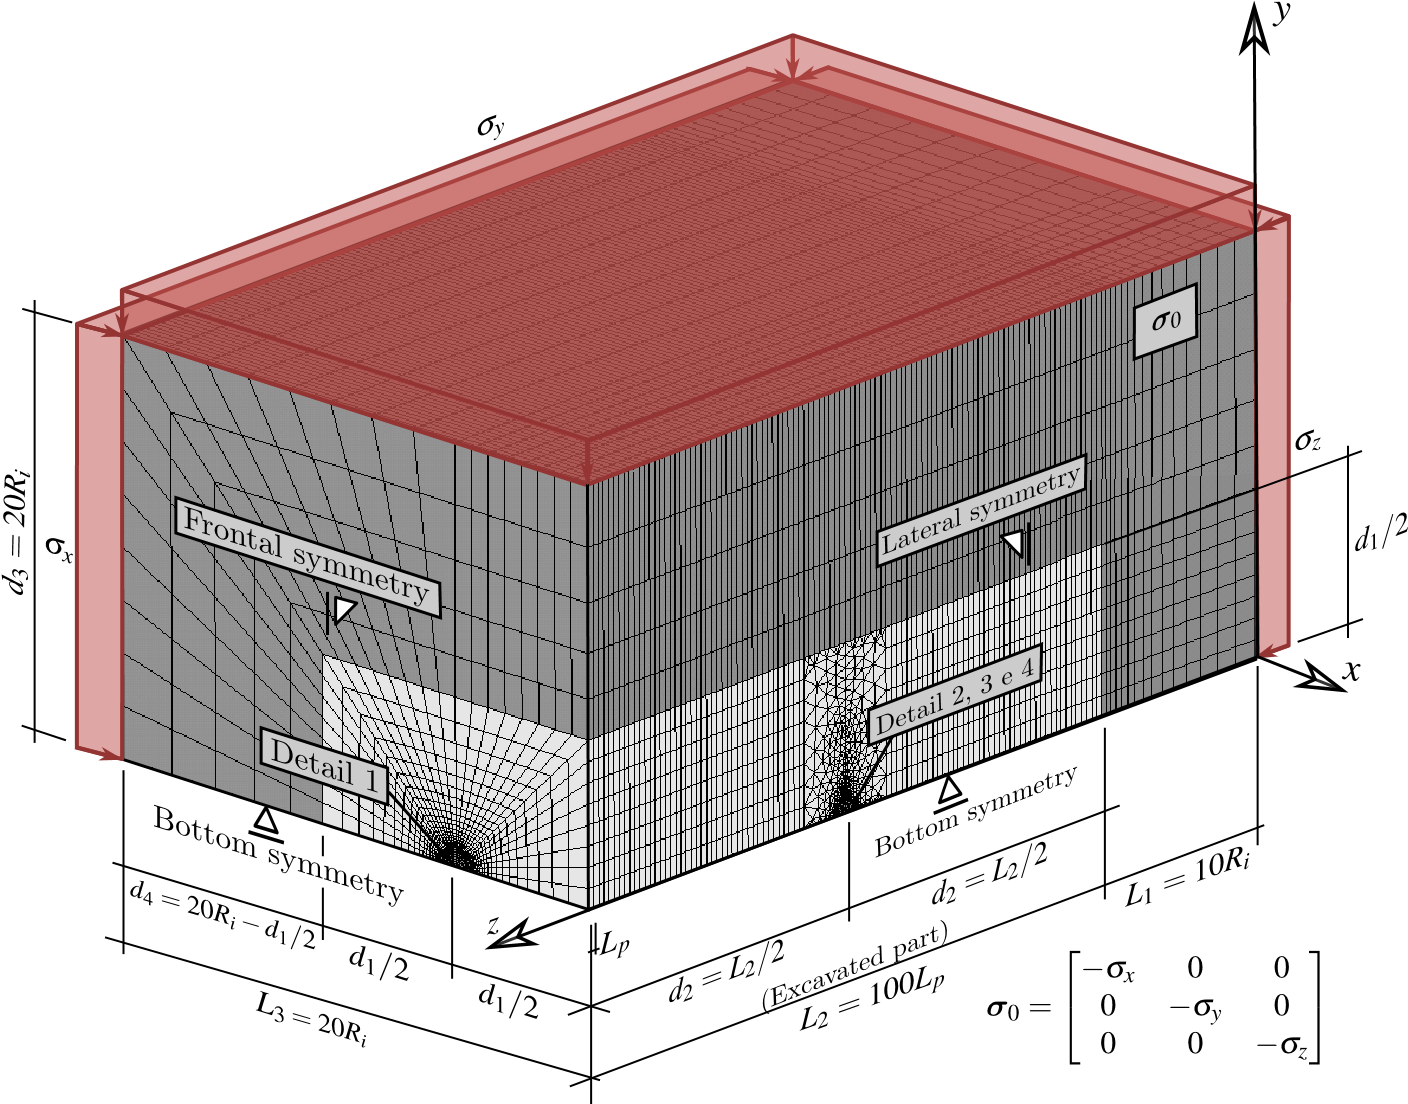 y
σy
σ0
σz
Lateral symmetry
d3 = 20Ri
σx
Frontal symmetry
d1/2
x
Detail 2, 3 e 4
Detail 1
Bottom symmetry
Bottom symmetry
z
d4 = 20Ri − d1/2
d1/2
d1/2
L3 = 20Ri
Lp
d2 = L2/2
d2 = L2/2
(Excavated part)
L2 = 100Lp
L1 = 10Ri
σ0 = [−σx 0 0
0 −σy 0
0 0 −σz]